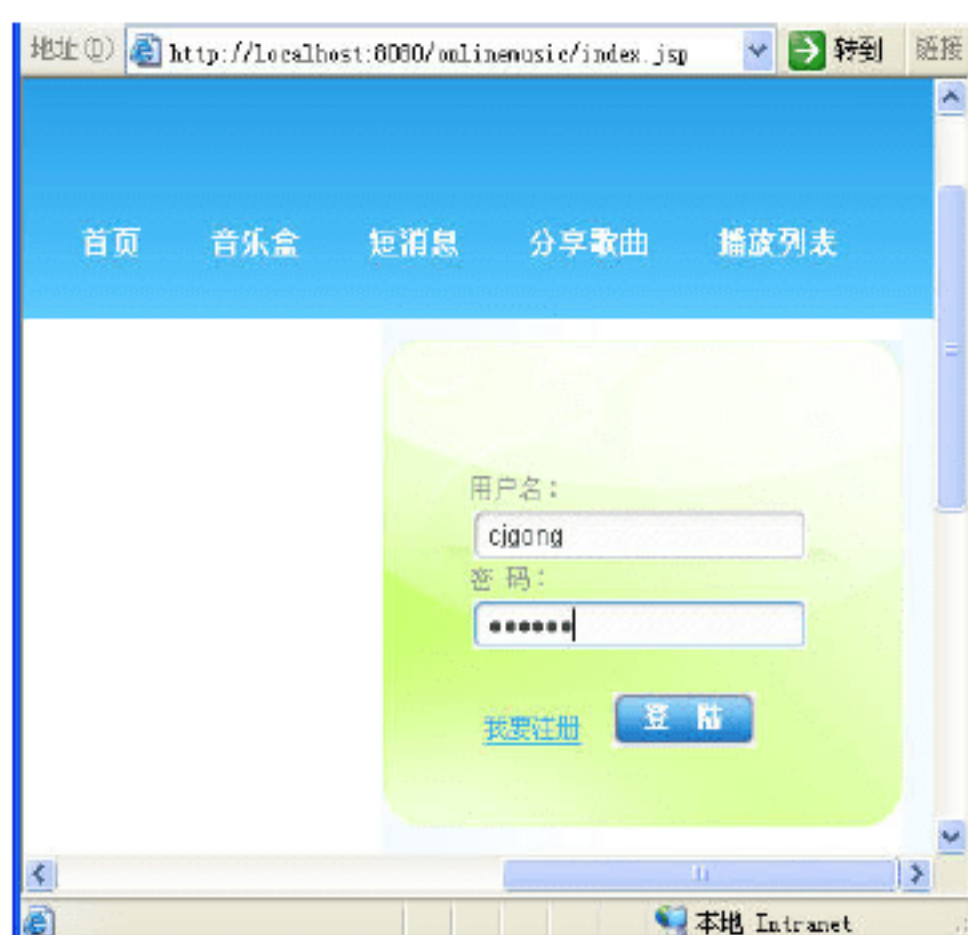 地址(D) http://localhost:8080/onlinemusic/index.jsp 转到 链接
首页 音乐盒 短消息 分享歌曲 播放列表
用户名：
cjgong
密 码：
••••••
我要注册 登 陆
本地 Intranet